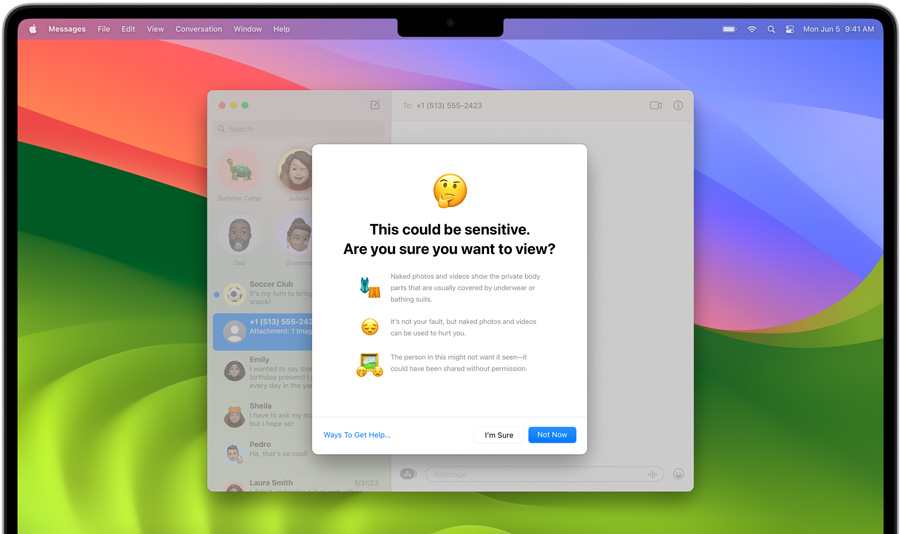 Messages File Edit View Conversation Window Help
Mon Jun 5 9:41 AM
Search
To: +1 (513) 555-2423
Summer Camp
Juliana
Dad
Grandma
Soccer Club
It's my turn to bring
snack!
+1 (513) 555-242
Attachment: 1 Imag
Emily
I wanted to say tha
birthday present! I
every day in the ya
Sheila
I have to ask my mo
but I hope so!
Pedro
Ha, that's so cool!
Laura Smith
5/31/23
This could be sensitive.
Are you sure you want to view?
Naked photos and videos show the private body
parts that are usually covered by underwear or
bathing suits.
It's not your fault, but naked photos and videos
can be used to hurt you.
The person in this might not want it seen—it
could have been shared without permission.
Ways To Get Help...
I'm Sure
Not Now
iMessage